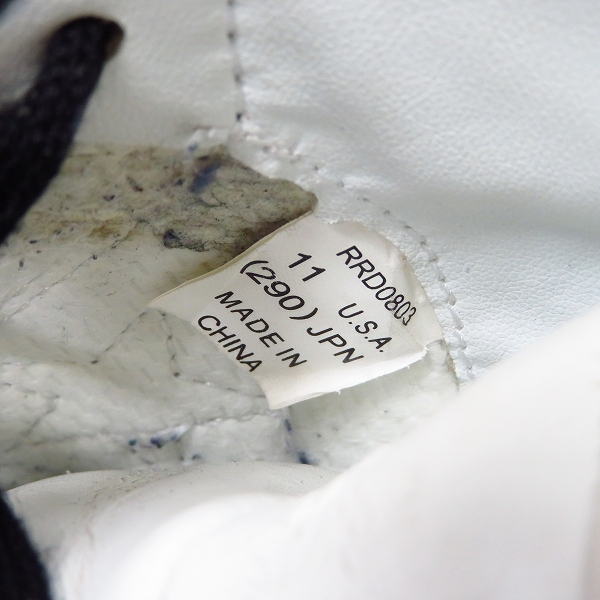 RRD0803
11 U.S.A.
(290) JPN
MADE IN
CHINA